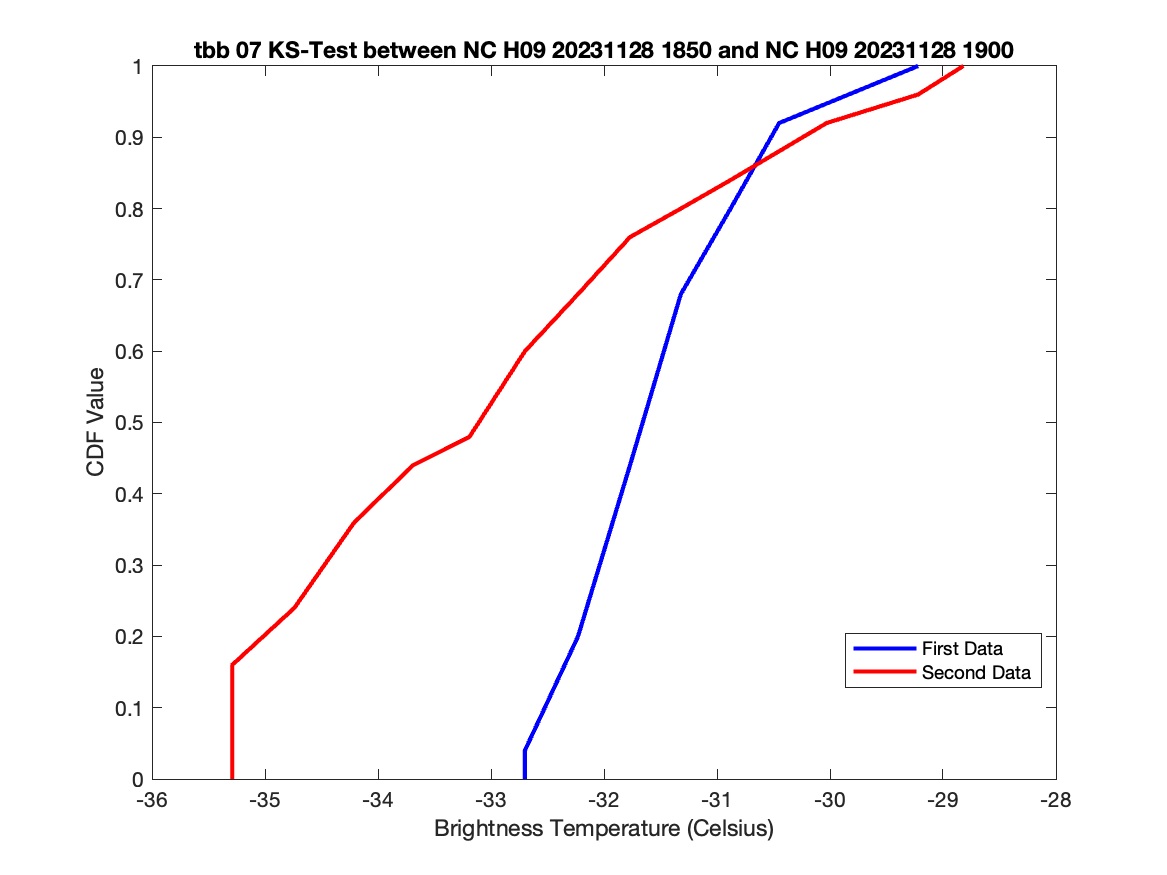 tbb 07 KS-Test between NC H09 20231128 1850 and NC H09 20231128 1900
1
0.9
0.8
0.7
0.6
0.5
0.4
0.3
0.2
0.1
0
CDF Value
First Data
Second Data
-36 -35 -34 -33 -32 -31 -30 -29 -28
Brightness Temperature (Celsius)